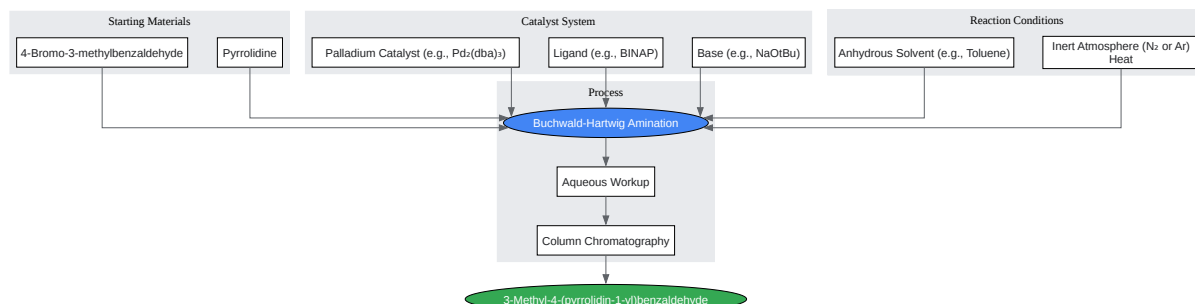 Starting Materials
Catalyst System
Reaction Conditions
4-Bromo-3-methylbenzaldehyde
Pyrrolidine
Palladium Catalyst (e.g., Pd₂(dba)₃)
Ligand (e.g., BINAP)
Base (e.g., NaOtBu)
Anhydrous Solvent (e.g., Toluene)
Inert Atmosphere (N₂ or Ar)
Heat
Process
Buchwald-Hartwig Amination
Aqueous Workup
Column Chromatography
3-Methyl-4-(pyrrolidin-1-yl)benzaldehyde